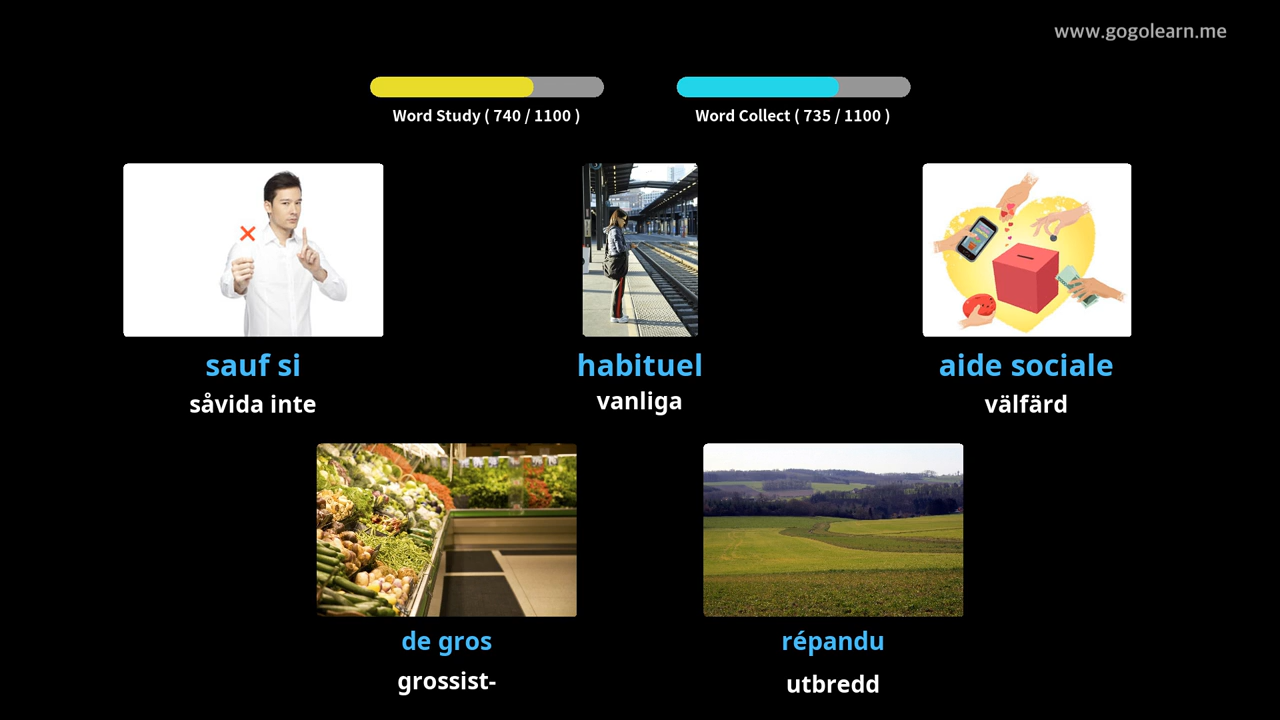 www.gogolearn.me
Word Study ( 740 / 1100 )
Word Collect ( 735 / 1100 )
sauf si
såvida inte
habituel
vanliga
aide sociale
välfärd
de gros
grossist-
répandu
utbredd